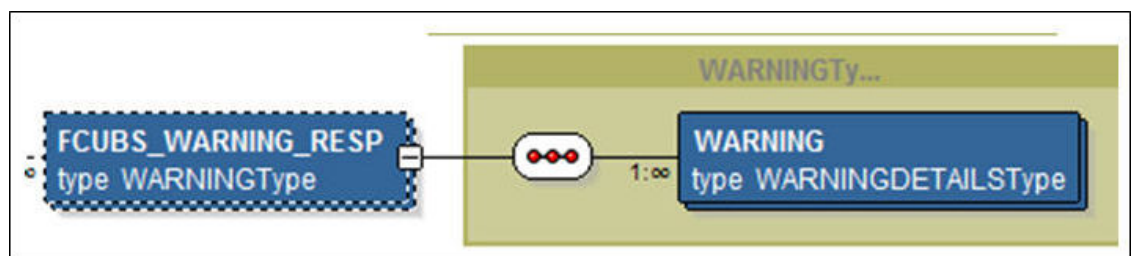 WARNINGTy...
FCUBS_WARNING_RESP
type WARNINGType
1:∞
WARNING
type WARNINGDETAILSType